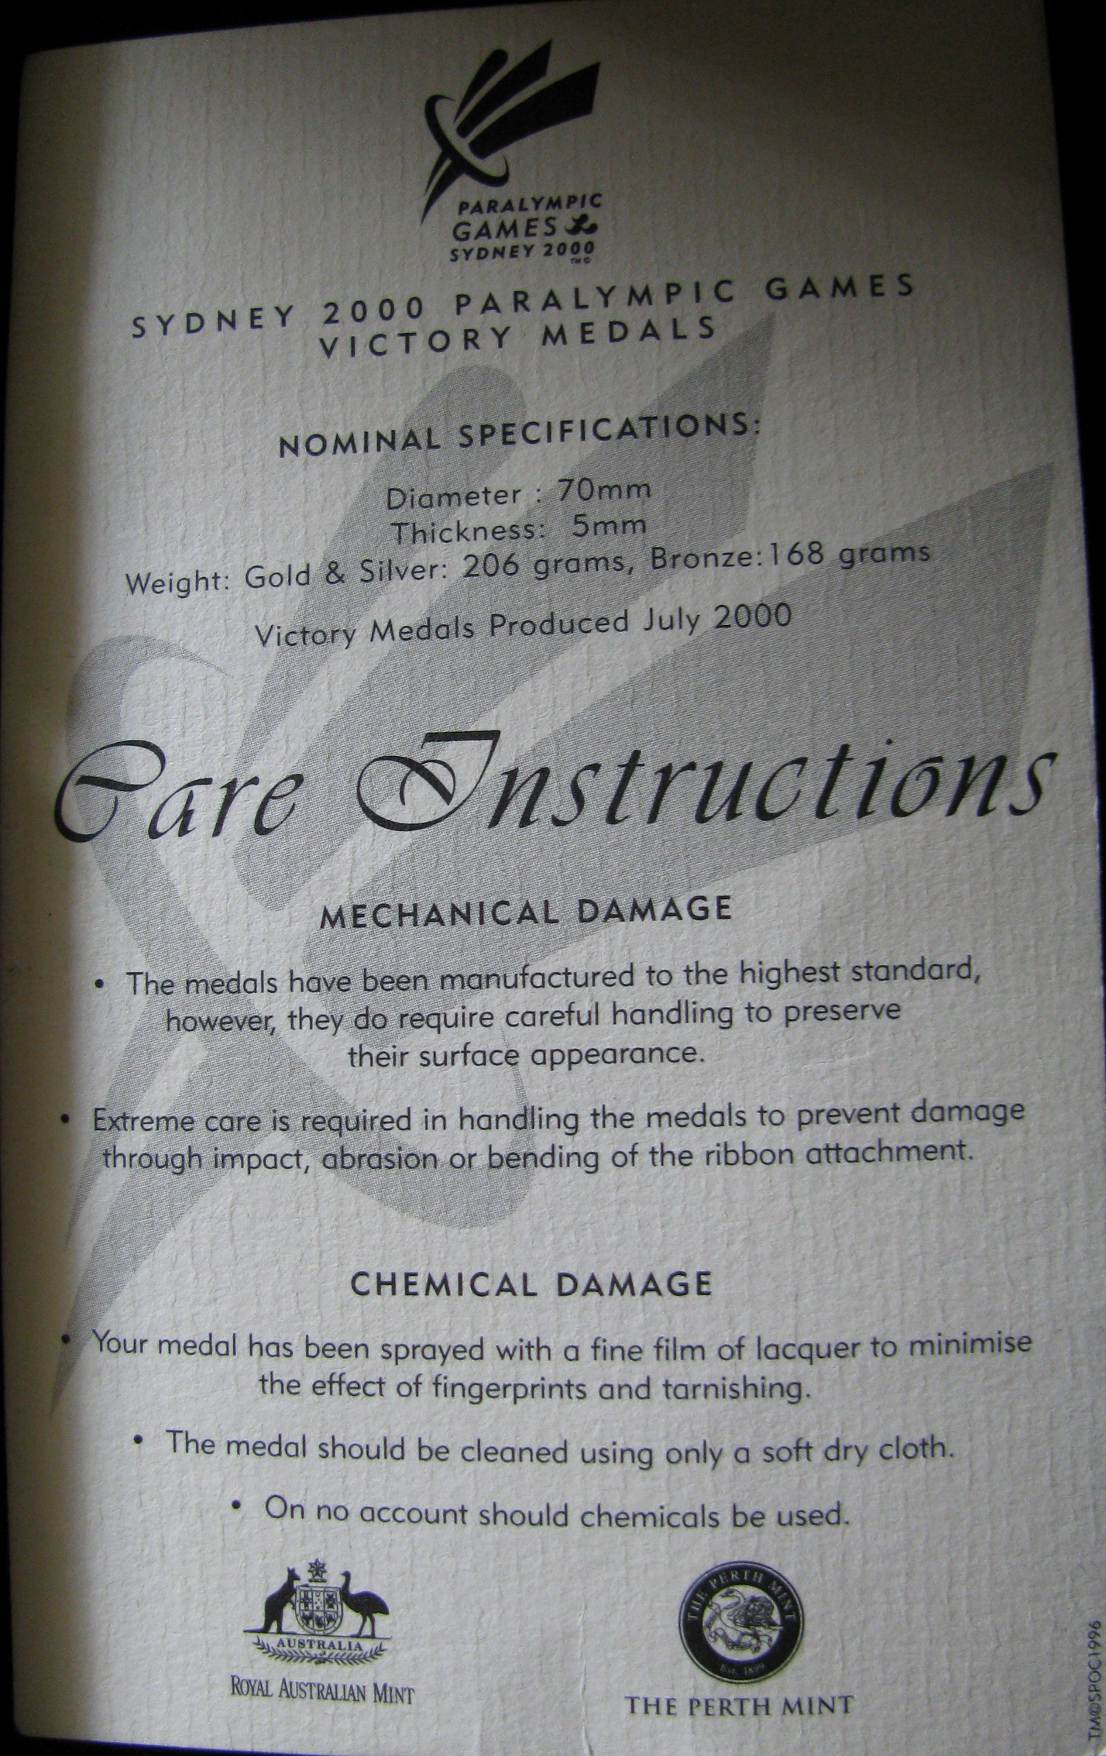 PARALYMPIC
GAMES
SYDNEY 2000
SYDNEY 2000 PARALYMPIC GAMES
VICTORY MEDALS
NOMINAL SPECIFICATIONS:
Diameter : 70mm
Thickness: 5mm
Weight: Gold & Silver: 206 grams, Bronze:168 grams
Victory Medals Produced July 2000
Care Instructions
MECHANICAL DAMAGE
• The medals have been manufactured to the highest standard,
however, they do require careful handling to preserve
their surface appearance.
• Extreme care is required in handling the medals to prevent damage
through impact, abrasion or bending of the ribbon attachment.
CHEMICAL DAMAGE
• Your medal has been sprayed with a fine film of lacquer to minimise
the effect of fingerprints and tarnishing.
• The medal should be cleaned using only a soft dry cloth.
• On no account should chemicals be used.
AUSTRALIA
ROYAL AUSTRALIAN MINT
THE PERTH MINT
Est. 1899
THE PERTH MINT
TM©SPOC1996